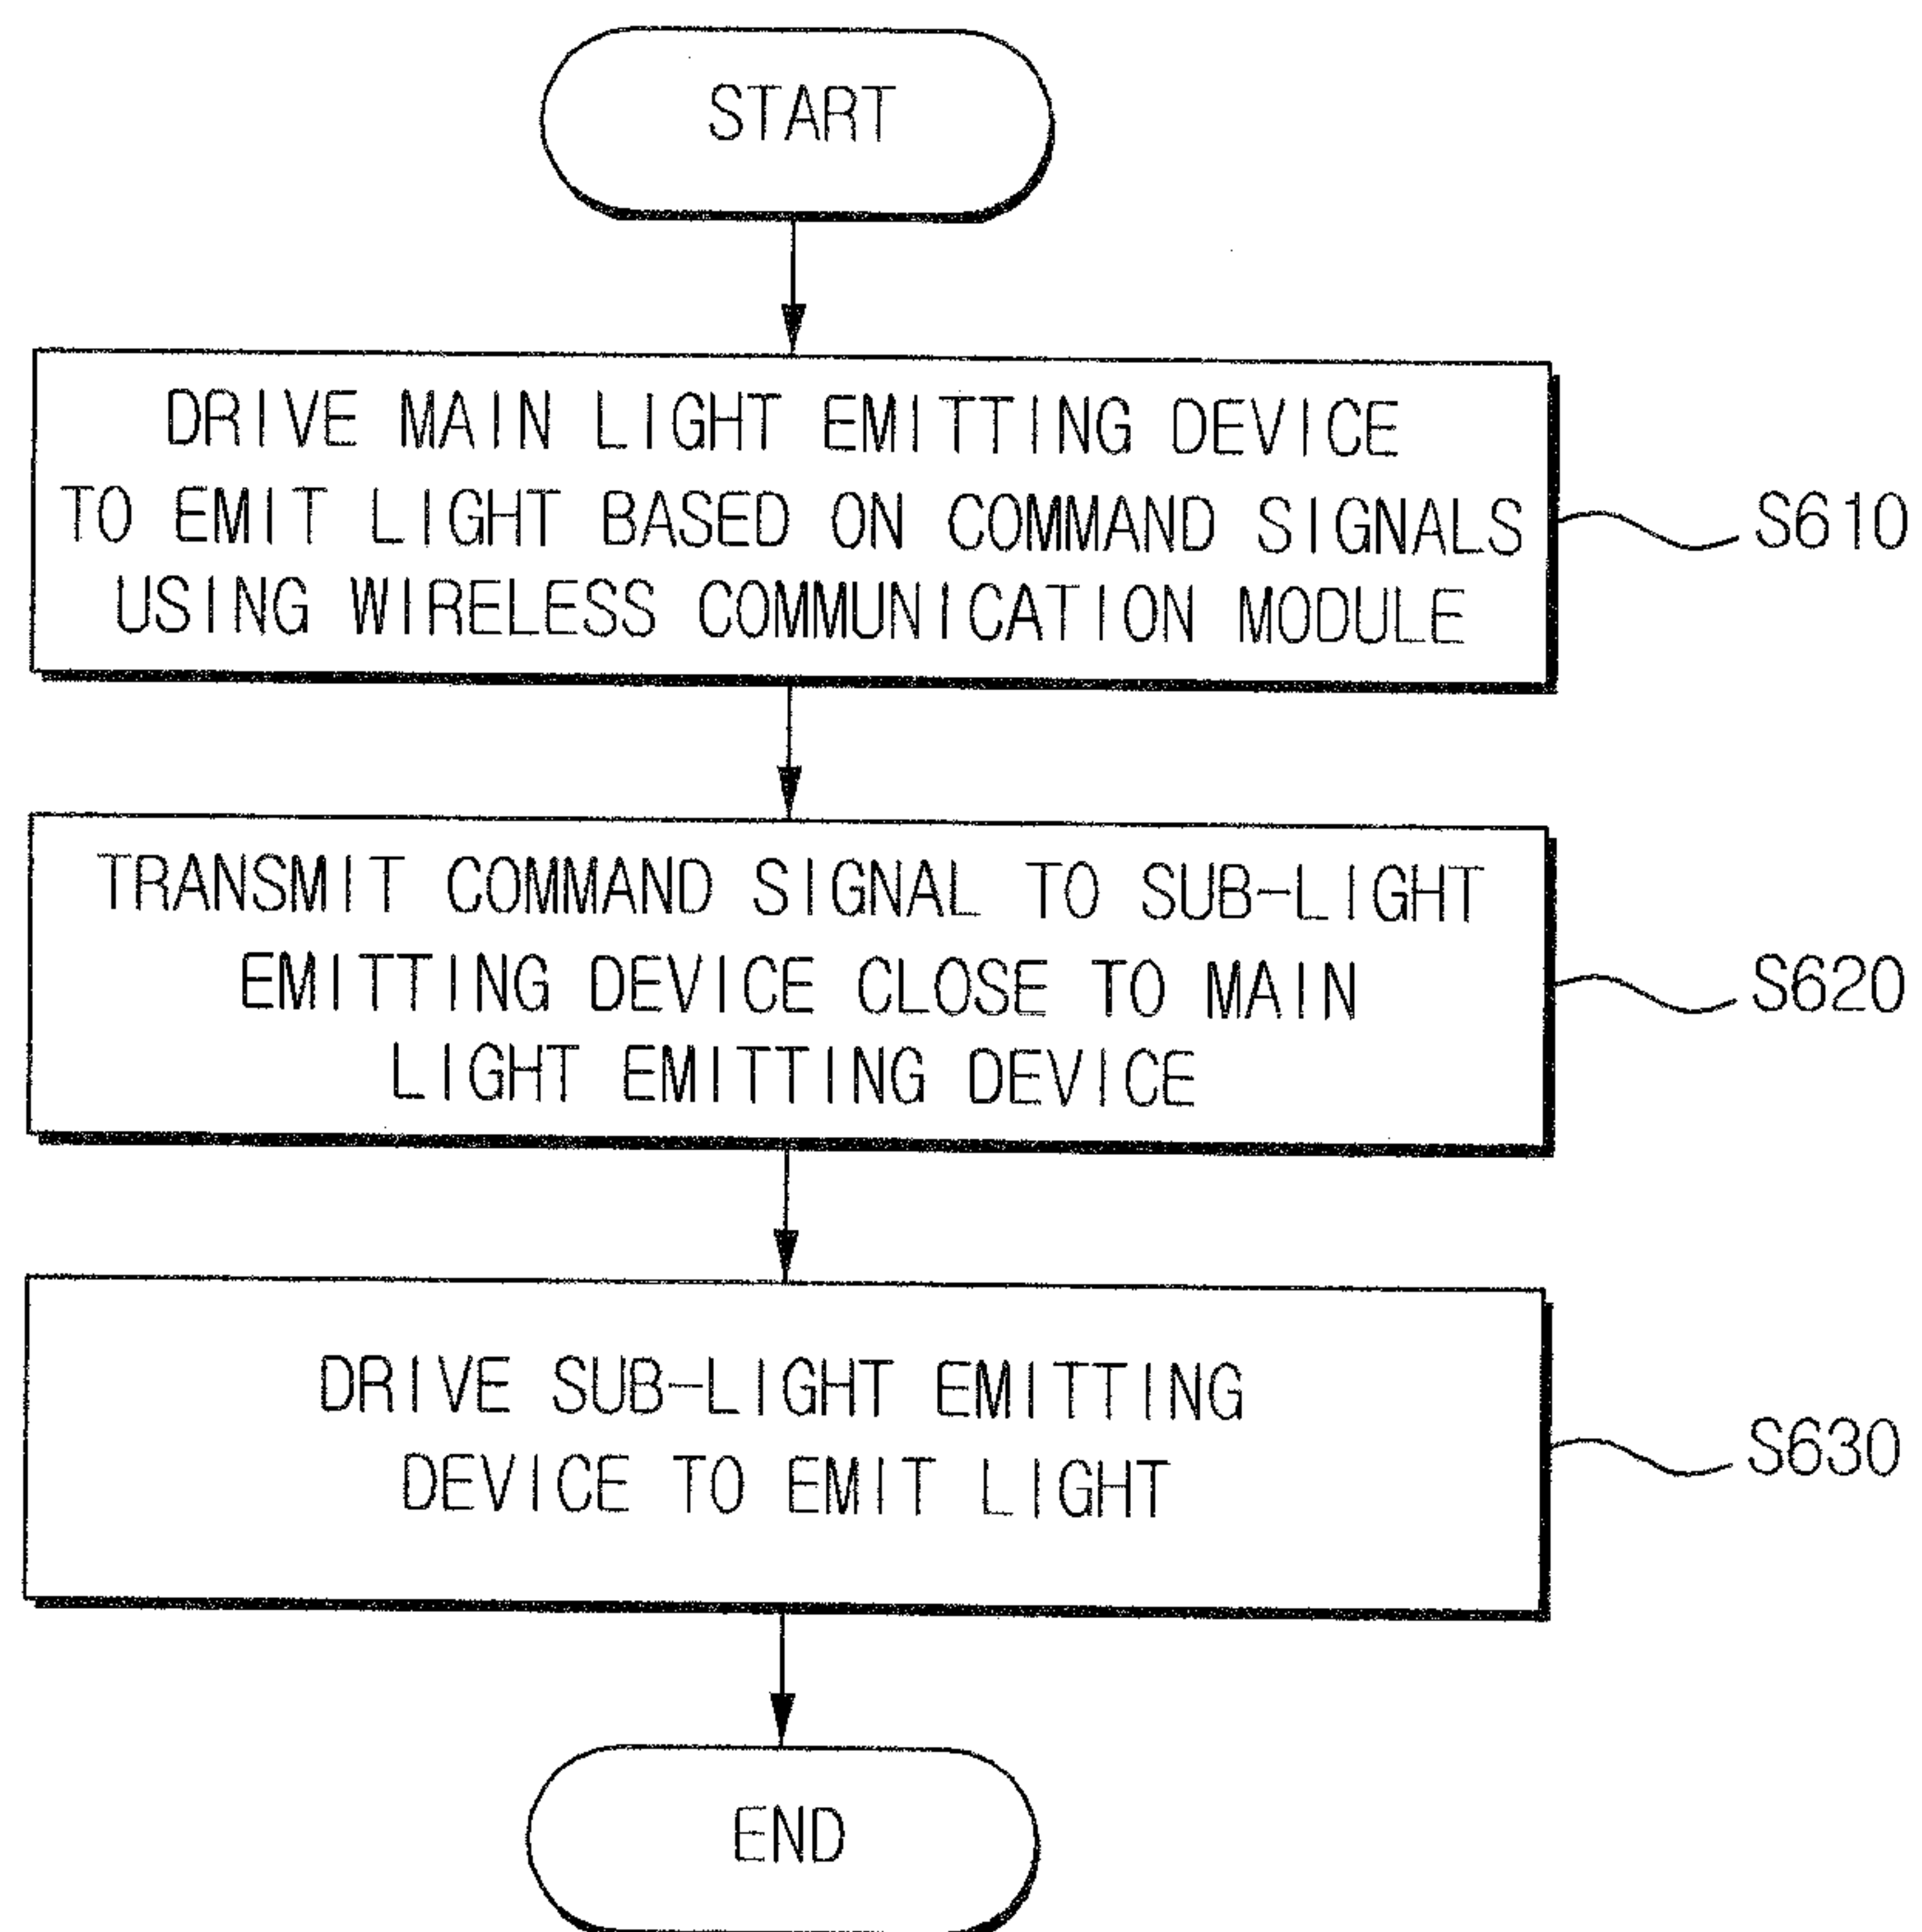 START
DRIVE MAIN LIGHT EMITTING DEVICE
TO EMIT LIGHT BASED ON COMMAND SIGNALS
USING WIRELESS COMMUNICATION MODULE
S610
TRANSMIT COMMAND SIGNAL TO SUB-LIGHT
EMITTING DEVICE CLOSE TO MAIN
LIGHT EMITTING DEVICE
S620
DRIVE SUB-LIGHT EMITTING
DEVICE TO EMIT LIGHT
S630
END